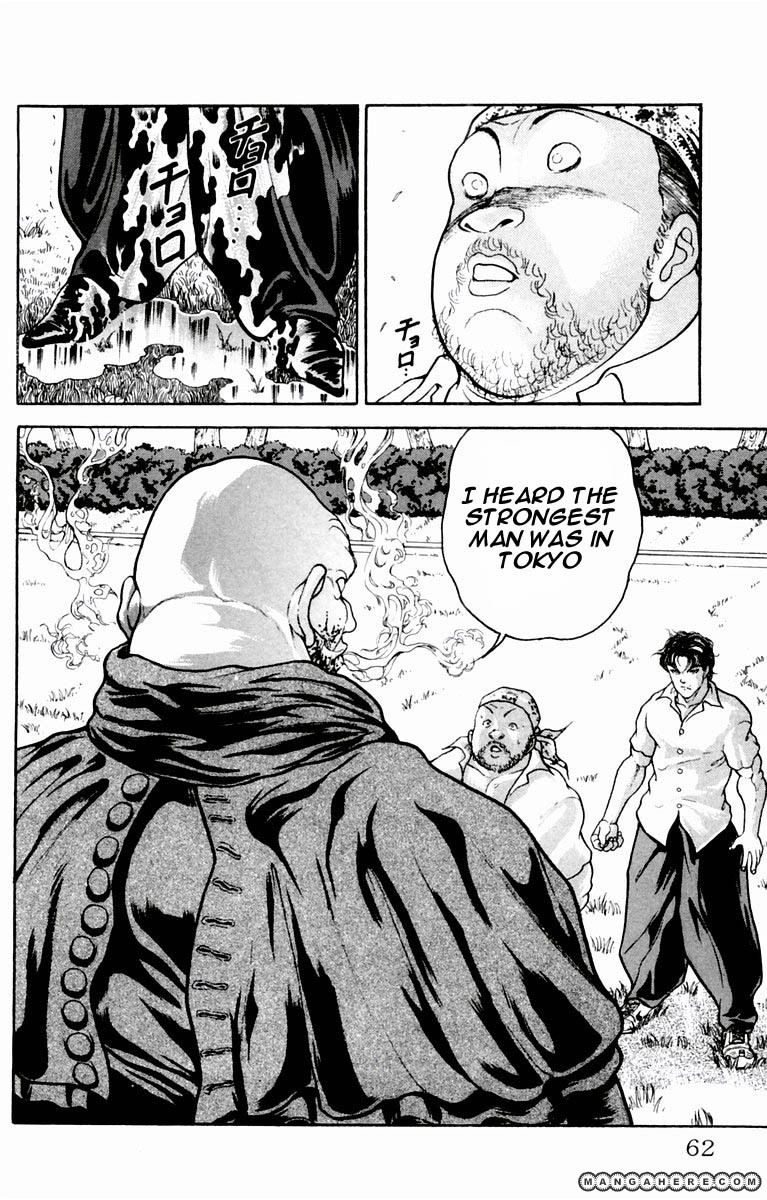 チョロ…
チョロ…
チョロ
I HEARD THE
STRONGEST
MAN WAS IN
TOKYO
62
MANGAHERE.COM